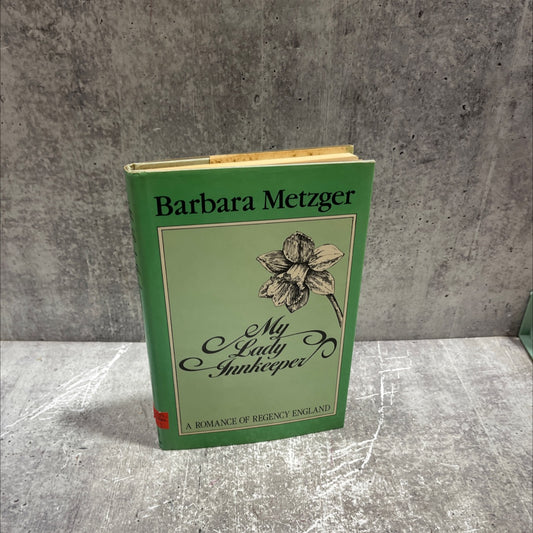 Barbara Metzger
My
Lady
Innkeeper
A ROMANCE OF REGENCY ENGLAND